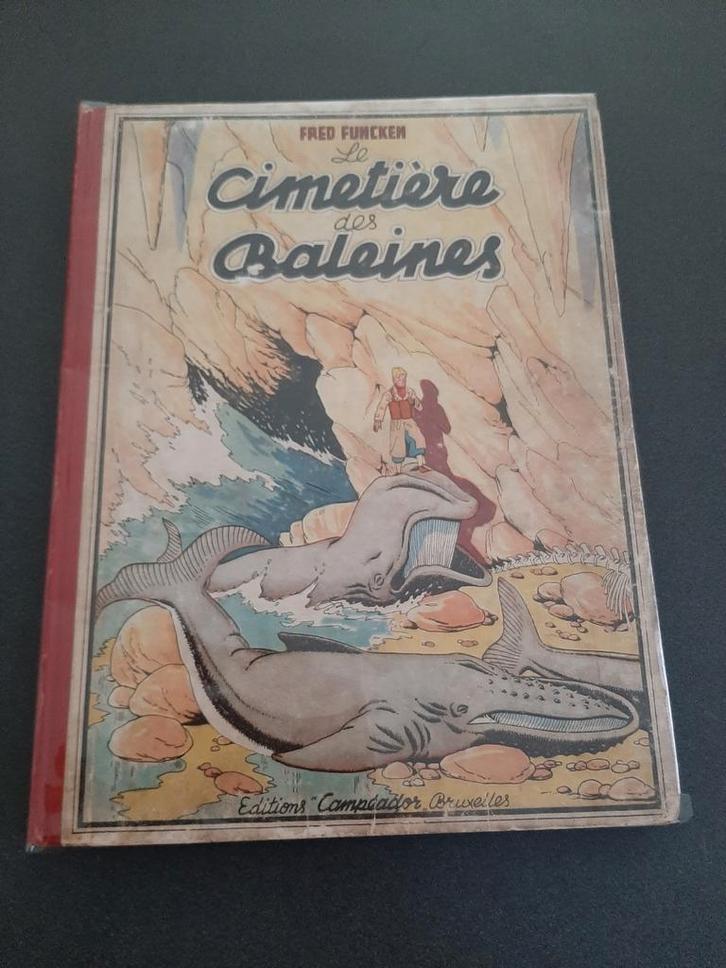 FRED FUNCKEN
Le
Cimetière
des
Baleines
Editions "Campéador" Bruxelles